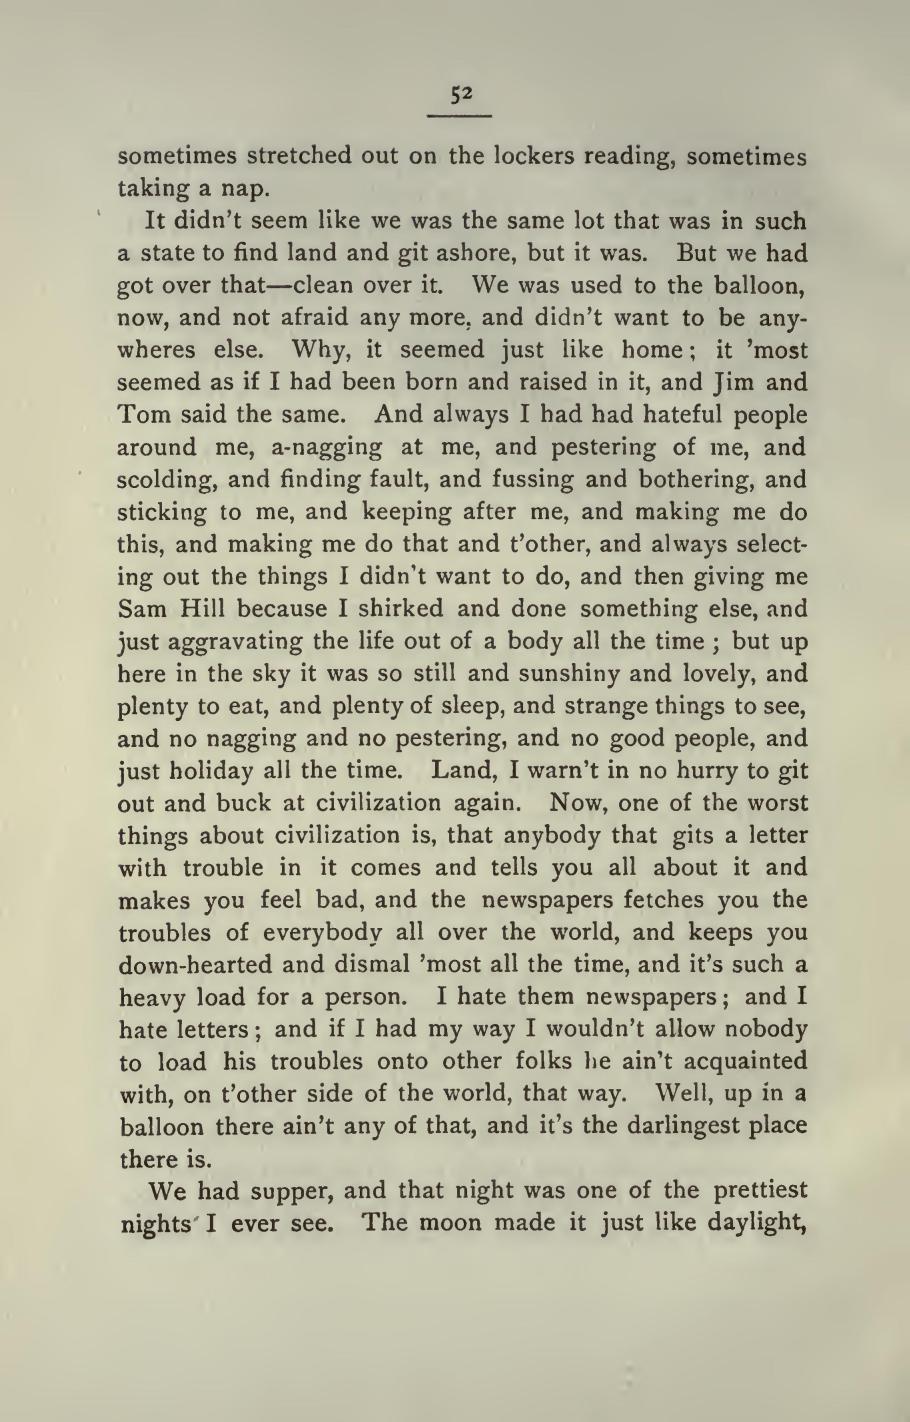 52
sometimes stretched out on the lockers reading, sometimes
taking a nap.
It didn’t seem like we was the same lot that was in such
a state to find land and git ashore, but it was. But we had
got over that—clean over it. We was used to the balloon,
now, and not afraid any more, and didn’t want to be any-
wheres else. Why, it seemed just like home ; it ’most
seemed as if I had been born and raised in it, and Jim and
Tom said the same. And always I had had hateful people
around me, a-nagging at me, and pestering of me, and
scolding, and finding fault, and fussing and bothering, and
sticking to me, and keeping after me, and making me do
this, and making me do that and t’other, and always select-
ing out the things I didn’t want to do, and then giving me
Sam Hill because I shirked and done something else, and
just aggravating the life out of a body all the time ; but up
here in the sky it was so still and sunshiny and lovely, and
plenty to eat, and plenty of sleep, and strange things to see,
and no nagging and no pestering, and no good people, and
just holiday all the time. Land, I warn’t in no hurry to git
out and buck at civilization again. Now, one of the worst
things about civilization is, that anybody that gits a letter
with trouble in it comes and tells you all about it and
makes you feel bad, and the newspapers fetches you the
troubles of everybody all over the world, and keeps you
down-hearted and dismal ’most all the time, and it’s such a
heavy load for a person. I hate them newspapers ; and I
hate letters ; and if I had my way I wouldn’t allow nobody
to load his troubles onto other folks he ain’t acquainted
with, on t’other side of the world, that way. Well, up in a
balloon there ain’t any of that, and it’s the darlingest place
there is.
We had supper, and that night was one of the prettiest
nights I ever see. The moon made it just like daylight,